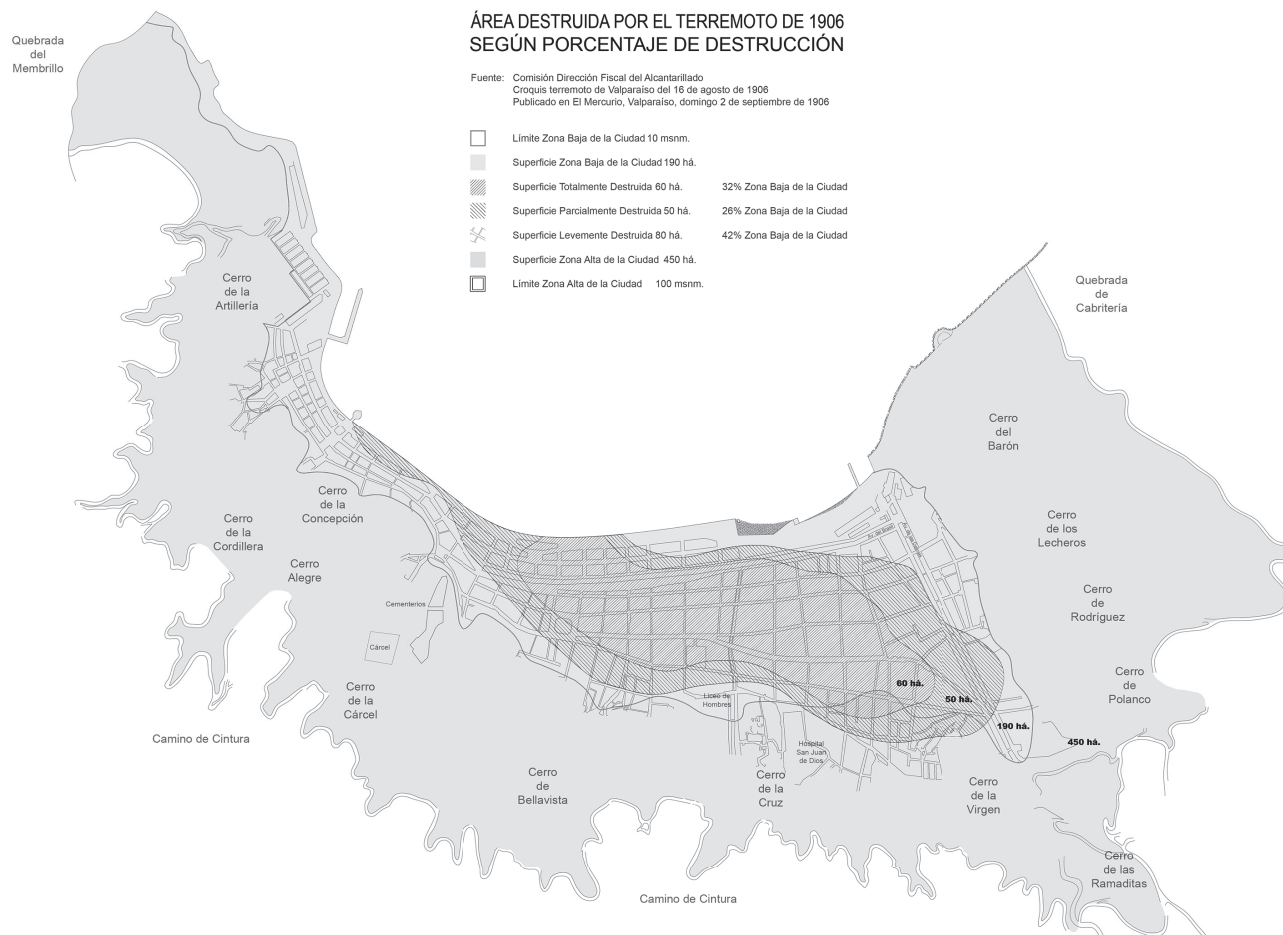 ÁREA DESTRUIDA POR EL TERREMOTO DE 1906
SEGÚN PORCENTAJE DE DESTRUCCIÓN
Fuente: Comisión Dirección Fiscal del Alcantarillado
Croquis terremoto de Valparaíso del 16 de agosto de 1906
Publicado en El Mercurio, Valparaíso, domingo 2 de septiembre de 1906
Límite Zona Baja de la Ciudad 10 msnm.
Superficie Zona Baja de la Ciudad 190 há.
Superficie Totalmente Destruida 60 há. 32% Zona Baja de la Ciudad
Superficie Parcialmente Destruida 50 há. 26% Zona Baja de la Ciudad
Superficie Levemente Destruida 80 há. 42% Zona Baja de la Ciudad
Superficie Zona Alta de la Ciudad 450 há.
Límite Zona Alta de la Ciudad 100 msnm.
Quebrada
del
Membrillo
Cerro
de la
Artillería
Quebrada
de
Cabritería
Cerro
del
Barón
Cerro
de la
Concepción
Cerro
de la
Cordillera
Cerro
Alegre
Cerro
de los
Lecheros
Av. del Brasil
Cementerios
Cárcel
Cerro
de
Rodríguez
Cerro
de la
Cárcel
Cerro
de
Polanco
60 há.
50 há.
190 há.
450 há.
Liceo de
Hombres
Hospital
San Juan
de Dios
Camino de Cintura
Cerro
de
Bellavista
Cerro
de la
Cruz
Cerro
de la
Virgen
Cerro
de las
Ramaditas
Camino de Cintura